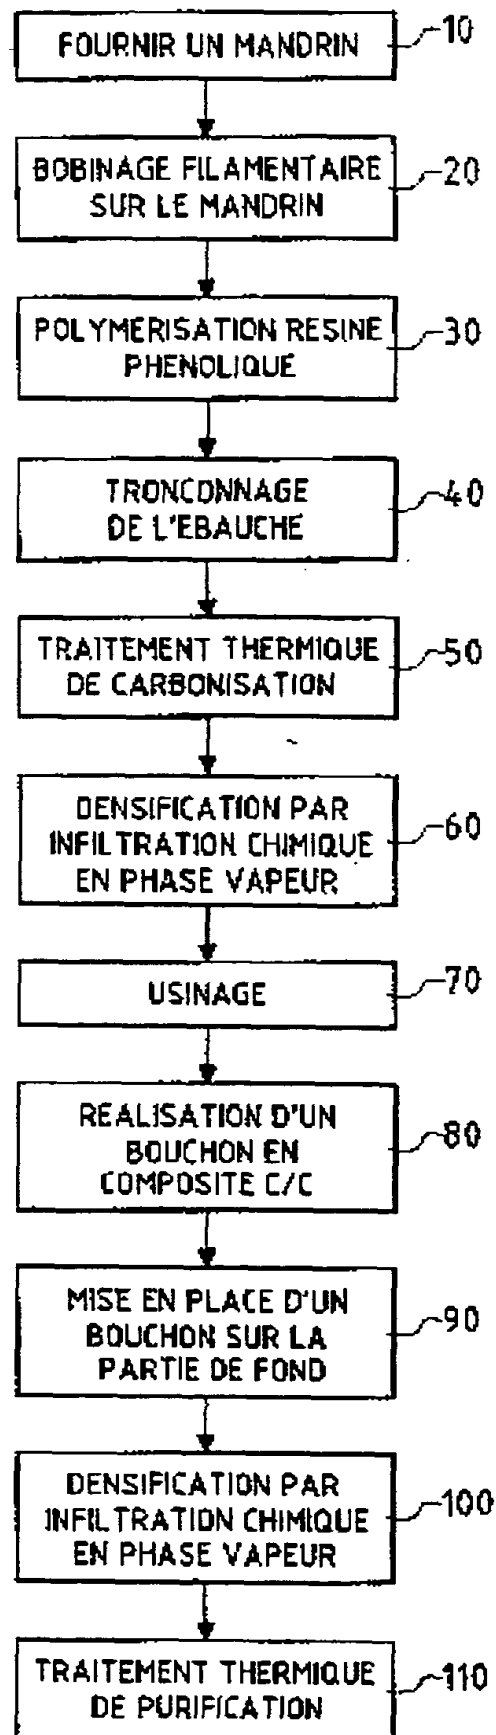 FOURNIR UN MANDRIN
10
BOBINAGE FILAMENTAIRE
SUR LE MANDRIN
20
POLYMERISATION RESINE
PHENOLIQUE
30
TRONCONNAGE
DE L'EBAUCHE
40
TRAITEMENT THERMIQUE
DE CARBONISATION
50
DENSIFICATION PAR
INFILTRATION CHIMIQUE
EN PHASE VAPEUR
60
USINAGE
70
REALISATION D'UN
BOUCHON EN
COMPOSITE C/C
80
MISE EN PLACE D'UN
BOUCHON SUR LA
PARTIE DE FOND
90
DENSIFICATION PAR
INFILTRATION CHIMIQUE
EN PHASE VAPEUR
100
TRAITEMENT THERMIQUE
DE PURIFICATION
110